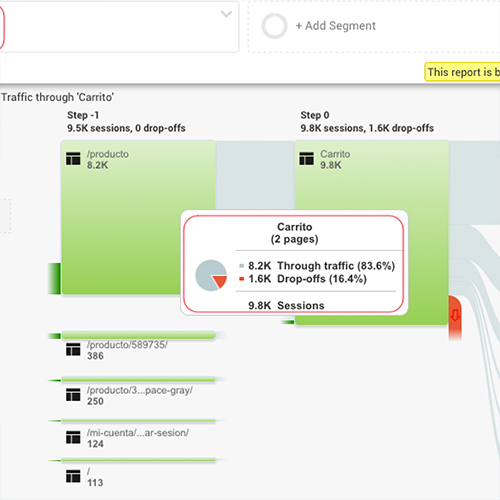 + Add Segment
This report is b
Traffic through 'Carrito'
Step -1
9.5K sessions, 0 drop-offs
Step 0
9.8K sessions, 1.6K drop-offs
/producto
8.2K
Carrito
9.8K
Carrito
(2 pages)
8.2K Through traffic (83.6%)
1.6K Drop-offs (16.4%)
9.8K Sessions
/producto/589735/
386
/producto/3...pace-gray/
250
/mi-cuenta/...ar-sesion/
124
/
113